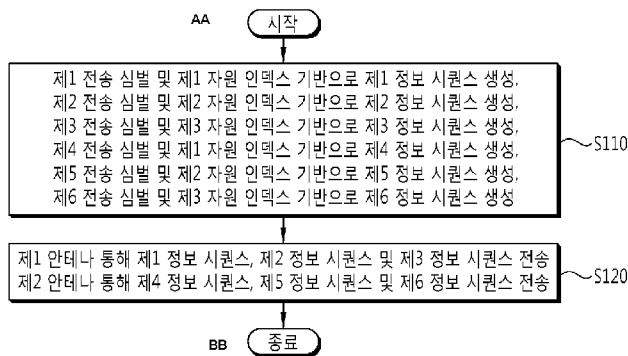 AA
시작
제1 전송 심벌 및 제1 자원 인덱스 기반으로 제1 정보 시퀀스 생성,
제2 전송 심벌 및 제2 자원 인덱스 기반으로 제2 정보 시퀀스 생성,
제3 전송 심벌 및 제3 자원 인덱스 기반으로 제3 정보 시퀀스 생성,
제4 전송 심벌 및 제1 자원 인덱스 기반으로 제4 정보 시퀀스 생성,
제5 전송 심벌 및 제2 자원 인덱스 기반으로 제5 정보 시퀀스 생성,
제6 전송 심벌 및 제3 자원 인덱스 기반으로 제6 정보 시퀀스 생성
S110
제1 안테나 통해 제1 정보 시퀀스, 제2 정보 시퀀스 및 제3 정보 시퀀스 전송
제2 안테나 통해 제4 정보 시퀀스, 제5 정보 시퀀스 및 제6 정보 시퀀스 전송
S120
BB
종료